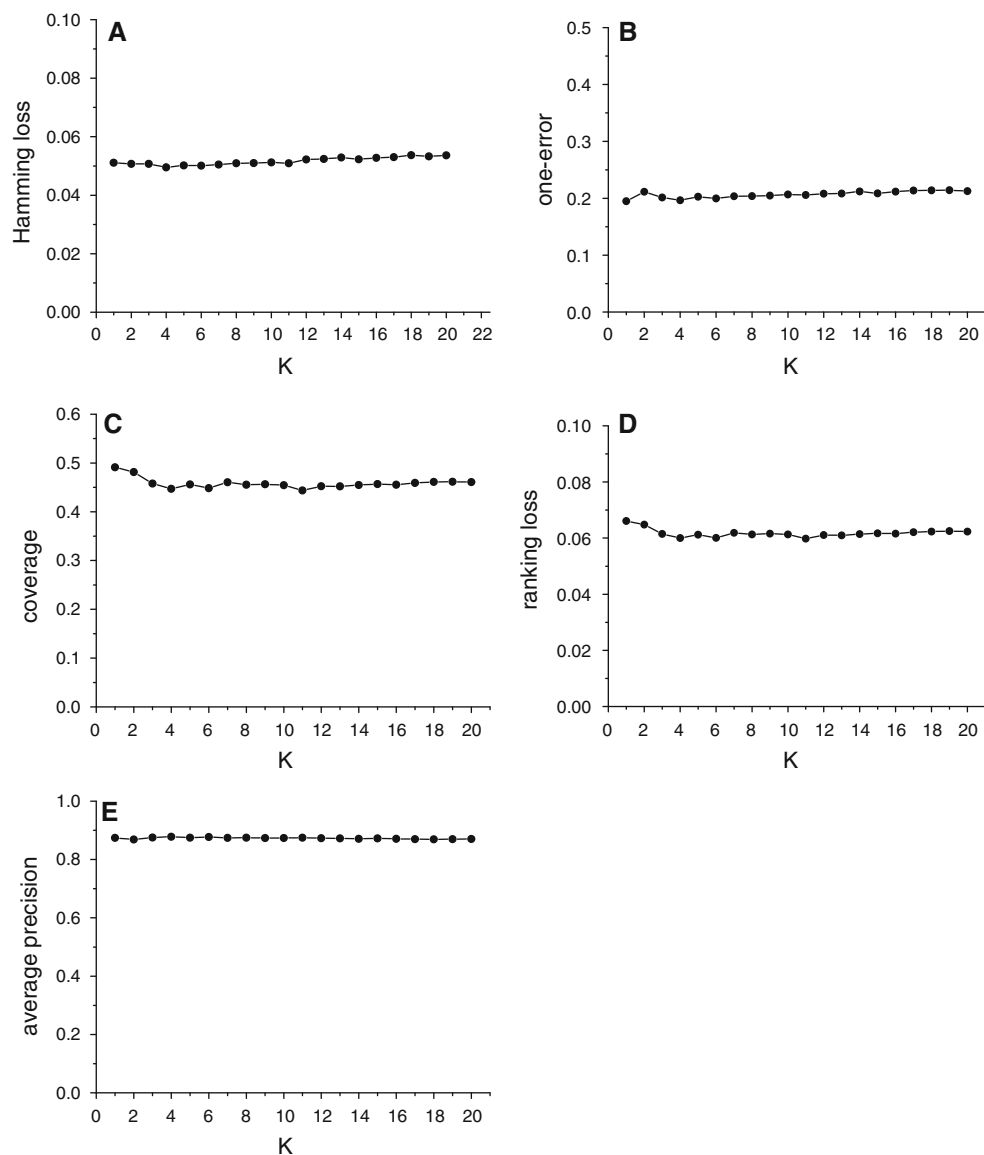 A
Hamming loss
0.10
0.08
0.06
0.04
0.02
0.00
0 2 4 6 8 10 12 14 16 18 20 22
K
B
one-error
0.5
0.4
0.3
0.2
0.1
0.0
0 2 4 6 8 10 12 14 16 18 20
K
C
coverage
0.6
0.5
0.4
0.3
0.2
0.1
0.0
0 2 4 6 8 10 12 14 16 18 20
K
D
ranking loss
0.10
0.08
0.06
0.04
0.02
0.00
0 2 4 6 8 10 12 14 16 18 20
K
E
average precision
1.0
0.8
0.6
0.4
0.2
0.0
0 2 4 6 8 10 12 14 16 18 20
K